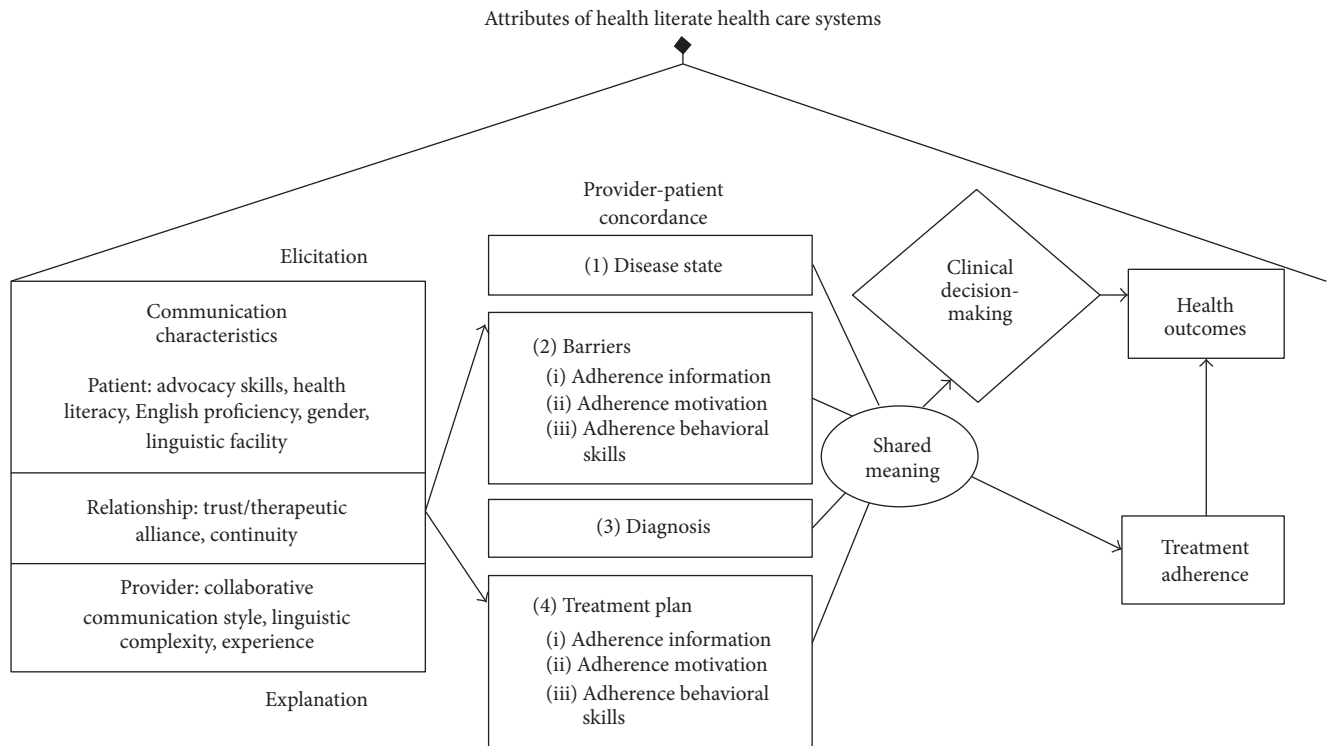 Attributes of health literate health care systems
Elicitation
Communication
characteristics
Patient: advocacy skills, health
literacy, English proficiency, gender,
linguistic facility
Relationship: trust/therapeutic
alliance, continuity
Provider: collaborative
communication style, linguistic
complexity, experience
Explanation
Provider-patient
concordance
(1) Disease state
(2) Barriers
(i) Adherence information
(ii) Adherence motivation
(iii) Adherence behavioral
skills
(3) Diagnosis
(4) Treatment plan
(i) Adherence information
(ii) Adherence motivation
(iii) Adherence behavioral
skills
Shared
meaning
Clinical
decision-
making
Health
outcomes
Treatment
adherence